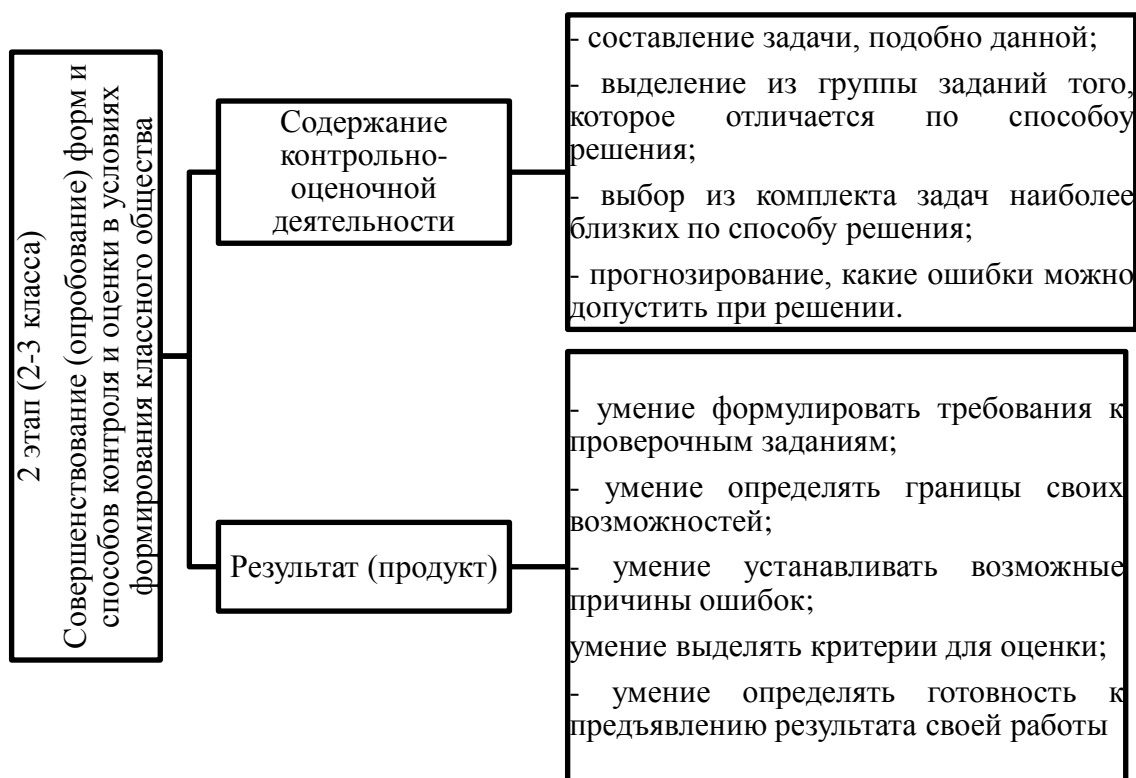 2 этап (2-3 класса)
Совершенствование (опробование) форм и
способов контроля и оценки в условиях
формирования классного общества
Содержание
контрольно-
оценочной
деятельности
- составление задачи, подобно данной;
- выделение из группы заданий того,
которое отличается по способоу
решения;
- выбор из комплекта задач наиболее
близких по способу решения;
- прогнозирование, какие ошибки можно
допустить при решении.
Результат (продукт)
- умение формулировать требования к
проверочным заданиям;
- умение определять границы своих
возможностей;
- умение устанавливать возможные
причины ошибок;
умение выделять критерии для оценки;
- умение определять готовность к
предъявлению результата своей работы